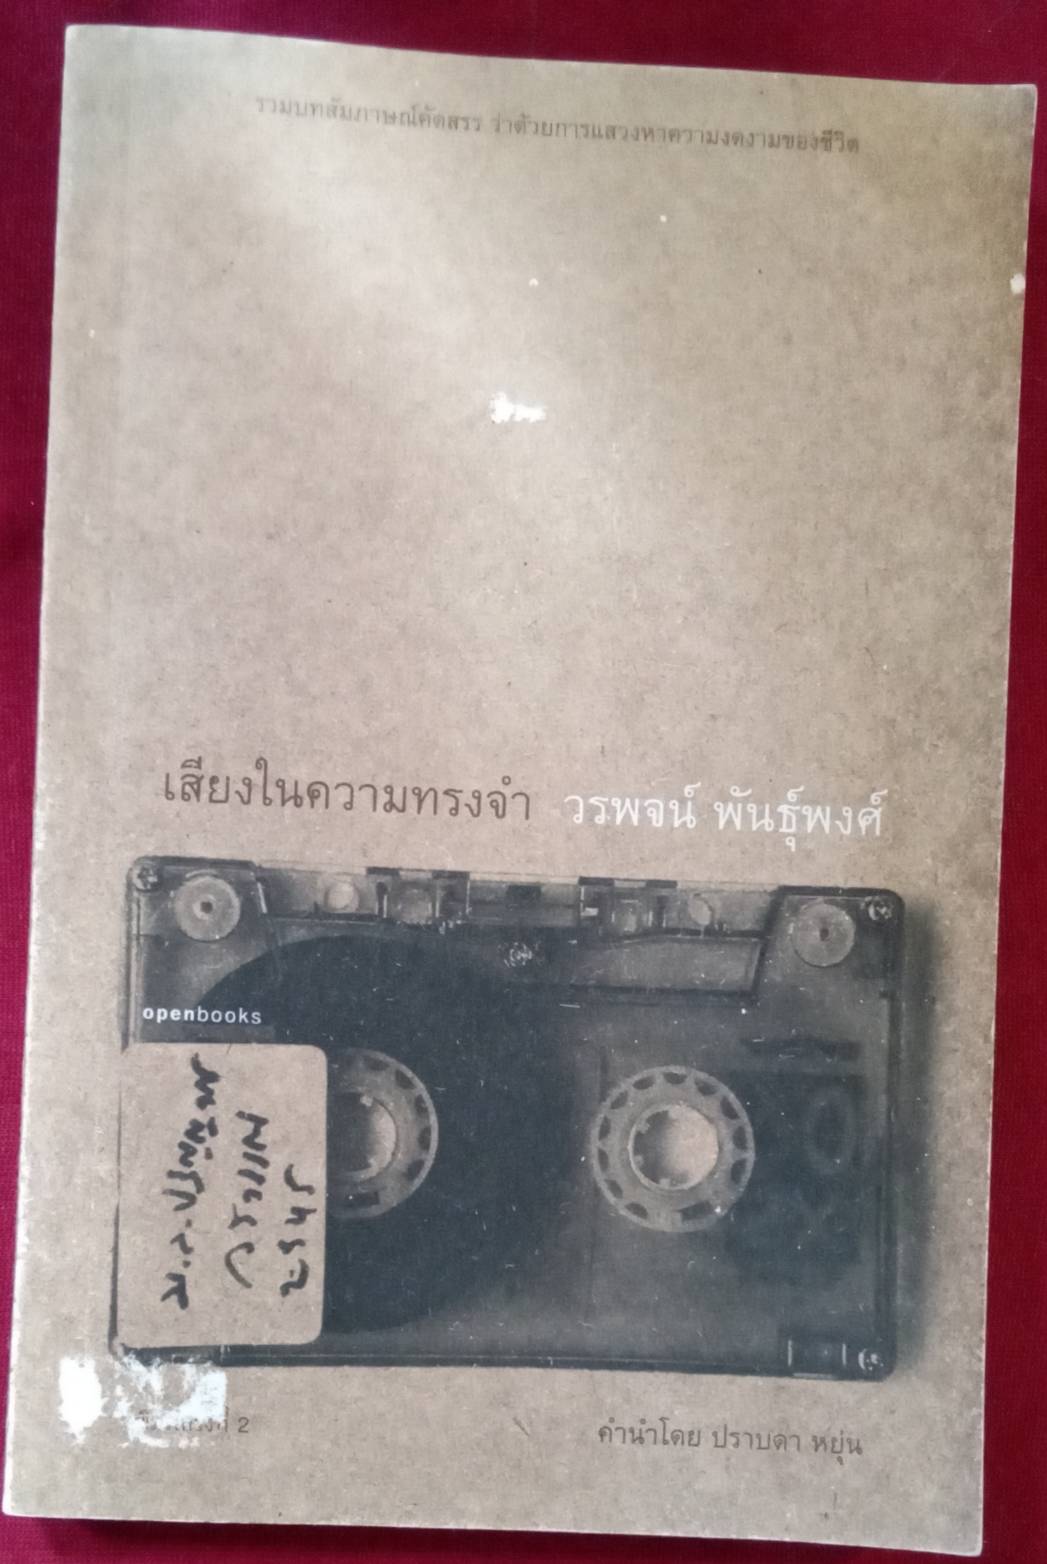 รวมบทสัมภาษณ์คัดสรร ว่าด้วยการแสวงหาความงดงามของชีวิต
เสียงในความทรงจำ วรพจน์ พันธุ์พงศ์
openbooks
2
คำนำโดย ปราบดา หยุ่น